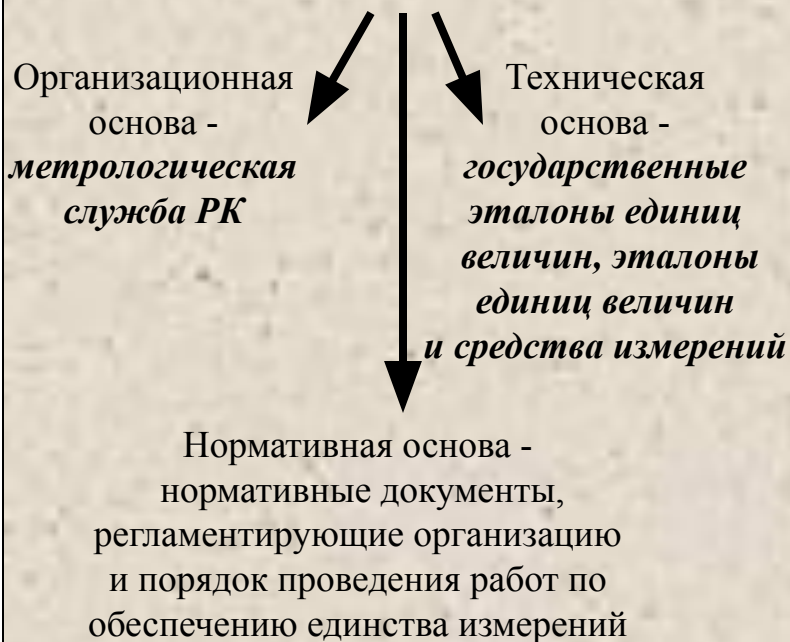 Организационная
основа -
метрологическая
служба РК
Техническая
основа -
государственные
эталоны единиц
величин, эталоны
единиц величин
и средства измерений
Нормативная основа -
нормативные документы,
регламентирующие организацию
и порядок проведения работ по
обеспечению единства измерений